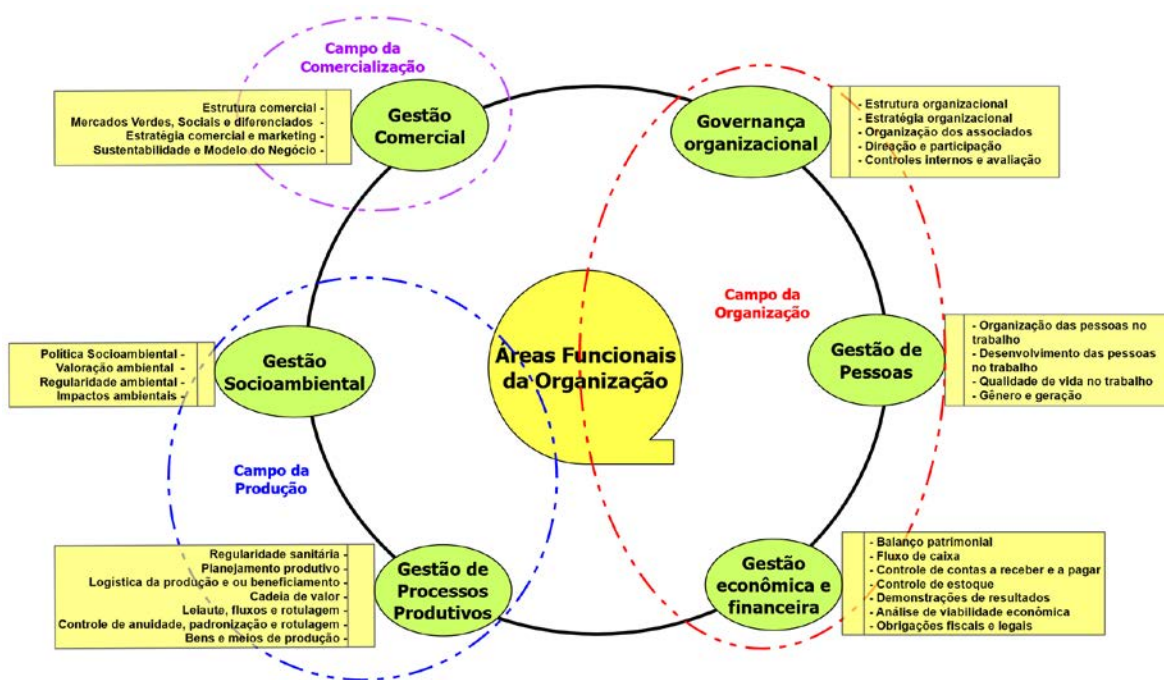 Campo da
Comercialização
Gestão
Comercial
Estrutura comercial -
Mercados Verdes, Sociais e diferenciados -
Estratégia comercial e marketing -
Sustentabilidade e Modelo do Negócio -
Governança
organizacional
- Estrutura organizacional
- Estratégia organizacional
- Organização dos associados
- Direação e participação
- Controles internos e avaliação
Áreas Funcionais
da Organização
Campo da
Organização
Gestão de
Pessoas
- Organização das pessoas no
trabalho
- Desenvolvimento das pessoas
no trabalho
- Qualidade de vida no trabalho
- Gênero e geração
Gestão
Socioambiental
Política Socioambiental -
Valoração ambiental -
Regularidade ambiental -
Impactos ambientais -
Campo da
Produção
Gestão de
Processos
Produtivos
Regularidade sanitária -
Planejamento produtivo -
Logística da produção e ou beneficiamento -
Cadeia de valor -
Leiaute, fluxos e rotulagem -
Controle de anuidade, padronização e rotulagem -
Bens e meios de produção -
Gestão
econômica e
financeira
- Balanço patrimonial
- Fluxo de caixa
- Controle de contas a receber e a pagar
- Controle de estoque
- Demonstrações de resultados
- Análise de viabilidade econômica
- Obrigações fiscais e legais